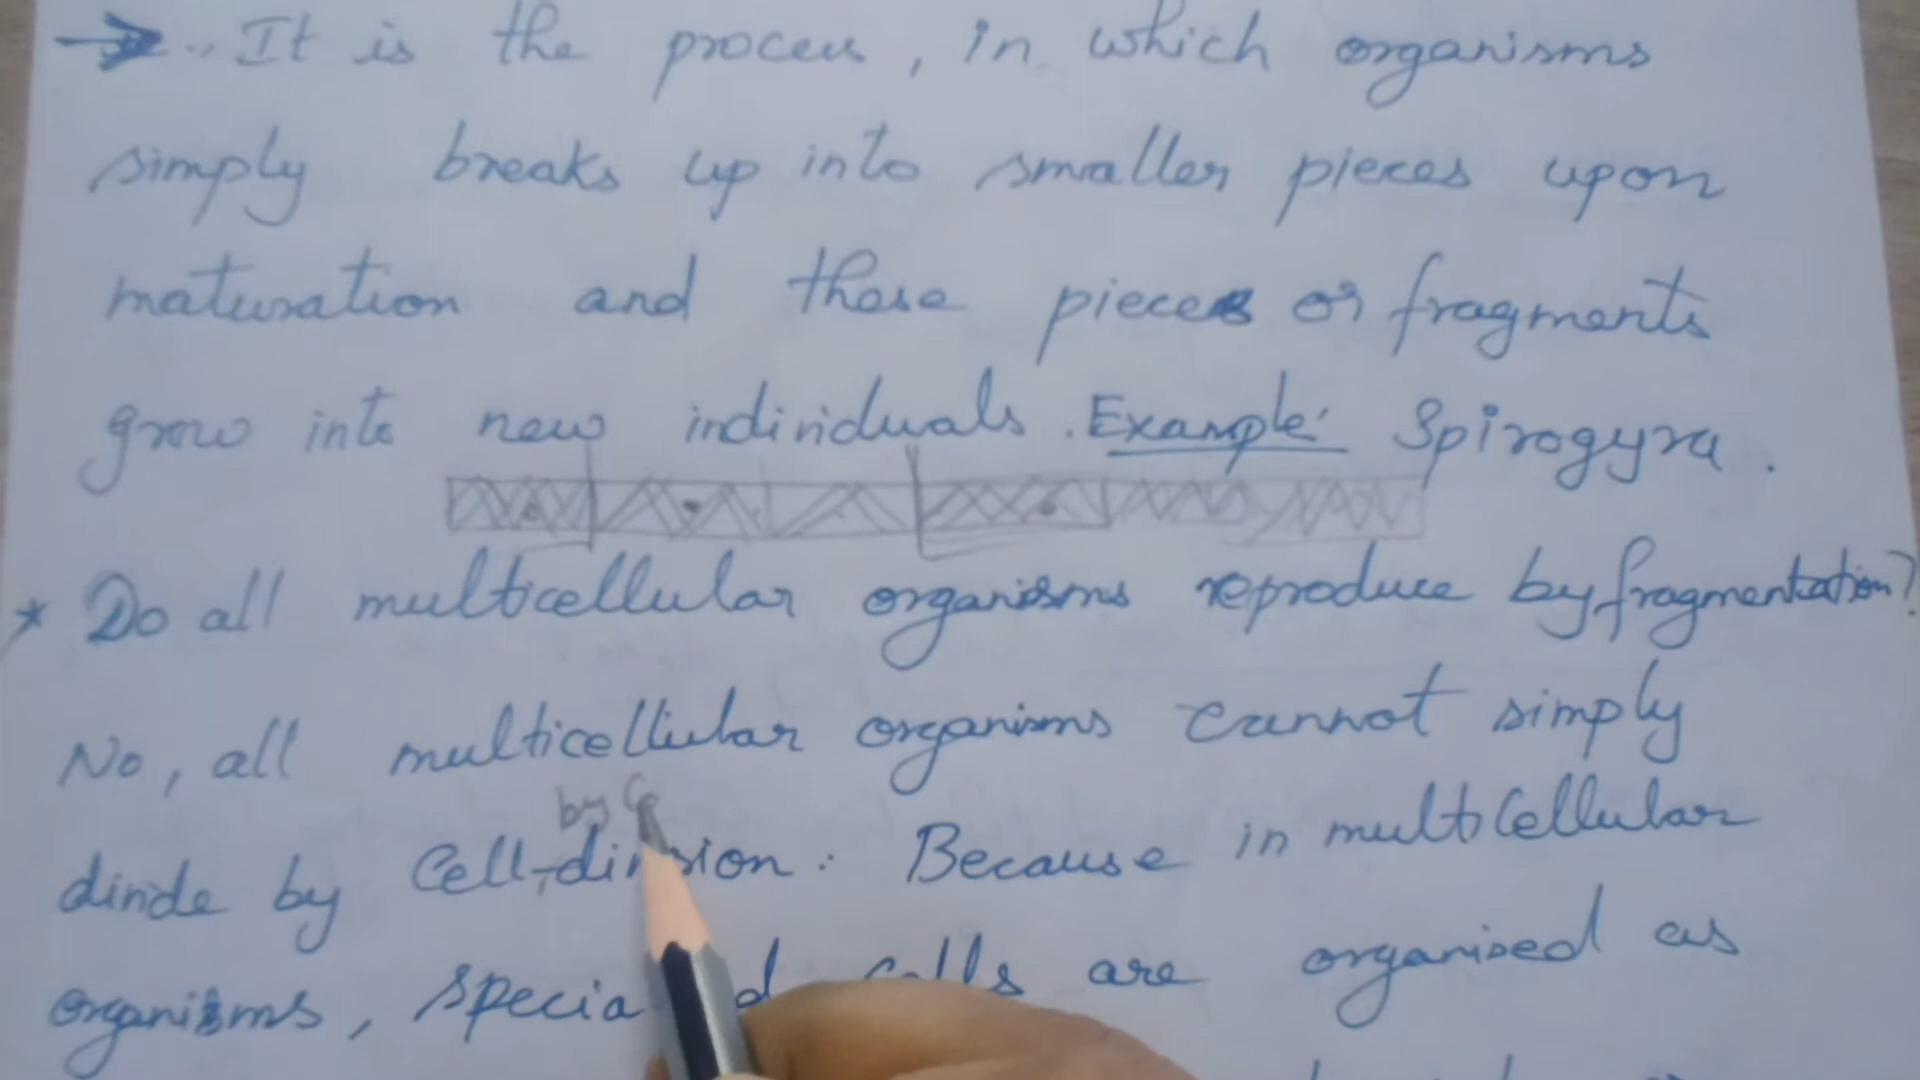 It is the process, in which organisms
simply breaks up into smaller pieces upon
maturation and these pieces or fragments
grow into new individuals. Example: Spirogyra.
* Do all multicellular organisms reproduce by fragmentation?
No, all multicellular organisms cannot simply
by
divide by Cell-division. Because in multicellular
organisms, cells are organised as